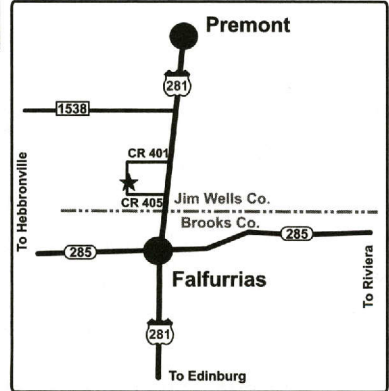 Premont
281
1538
CR 401
To Hebbronville
CR 405
Jim Wells Co.
Brooks Co.
285
285
To Riviera
Falfurrias
281
To Edinburg